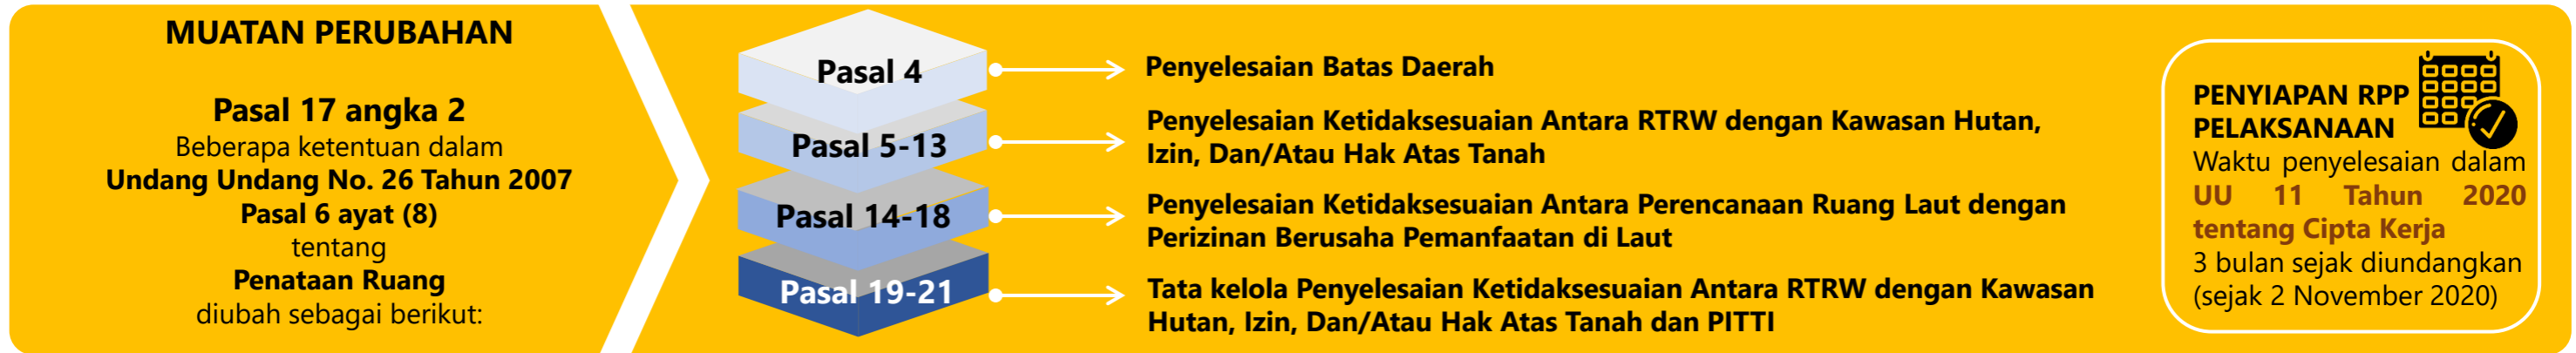 MUATAN PERUBAHAN
Pasal 17 angka 2
Beberapa ketentuan dalam
Undang Undang No. 26 Tahun 2007
Pasal 6 ayat (8)
tentang
Penataan Ruang
diubah sebagai berikut:
Pasal 4
Penyelesaian Batas Daerah
Pasal 5-13
Penyelesaian Ketidaksesuaian Antara RTRW dengan Kawasan Hutan,
Izin, Dan/Atau Hak Atas Tanah
Pasal 14-18
Penyelesaian Ketidaksesuaian Antara Perencanaan Ruang Laut dengan
Perizinan Berusaha Pemanfaatan di Laut
Pasal 19-21
Tata kelola Penyelesaian Ketidaksesuaian Antara RTRW dengan Kawasan
Hutan, Izin, Dan/Atau Hak Atas Tanah dan PITTI
PENYIAPAN RPP
PELAKSANAAN
Waktu penyelesaian dalam
UU 11 Tahun 2020
tentang Cipta Kerja
3 bulan sejak diundangkan
(sejak 2 November 2020)